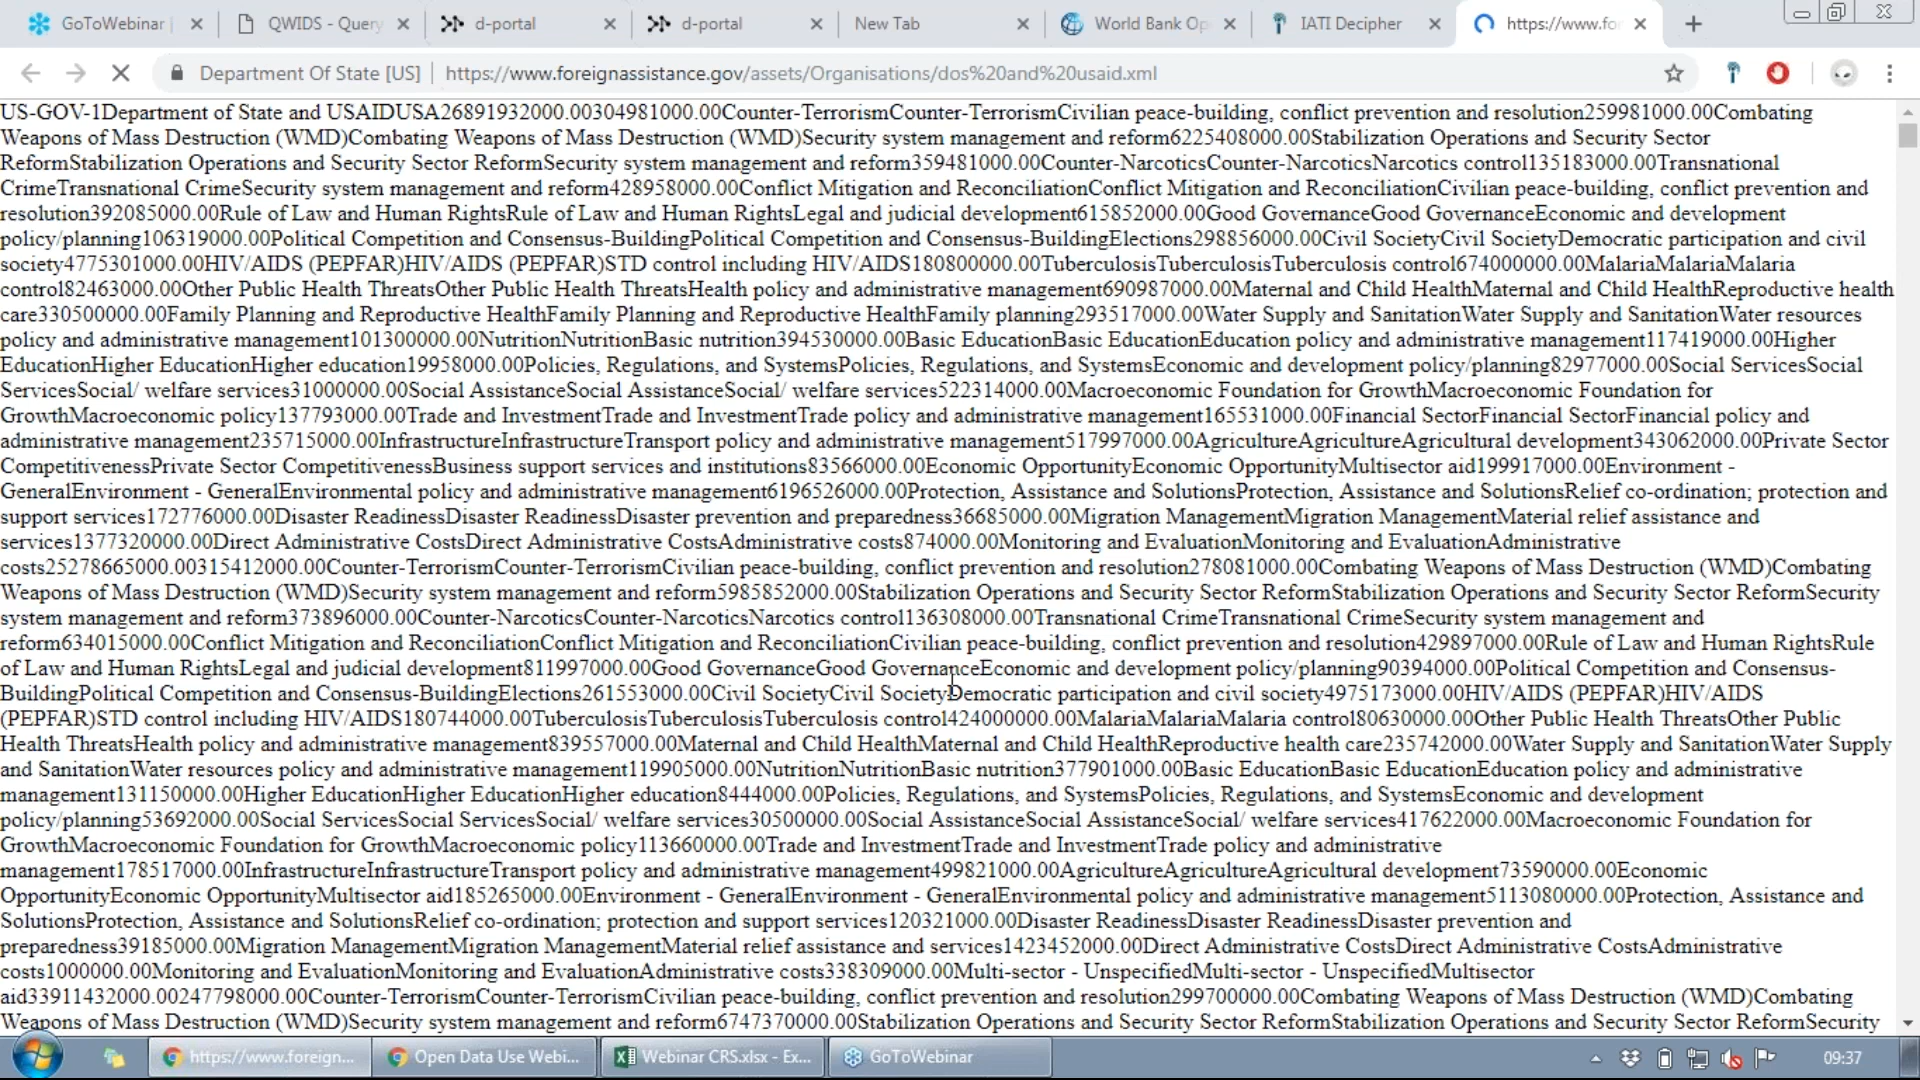 GoToWebinar
QWIDS - Query
d-portal
d-portal
New Tab
World Bank Op
IATI Decipher
https://www.fo
Department Of State [US] https://www.foreignassistance.gov/assets/Organisations/dos%20and%20usaid.xml
US-GOV-1Department of State and USAIDUSA26891932000.00304981000.00Counter-TerrorismCounter-TerrorismCivilian peace-building, conflict prevention and resolution259981000.00Combating
Weapons of Mass Destruction (WMD)Combating Weapons of Mass Destruction (WMD)Security system management and reform6225408000.00Stabilization Operations and Security Sector
ReformStabilization Operations and Security Sector ReformSecurity system management and reform359481000.00Counter-NarcoticsCounter-NarcoticsNarcotics control135183000.00Transnational
CrimeTransnational CrimeSecurity system management and reform428958000.00Conflict Mitigation and ReconciliationConflict Mitigation and ReconciliationCivilian peace-building, conflict prevention and
resolution392085000.00Rule of Law and Human RightsRule of Law and Human RightsLegal and judicial development615852000.00Good GovernanceGood GovernanceEconomic and development
policy/planning106319000.00Political Competition and Consensus-BuildingPolitical Competition and Consensus-BuildingElections298856000.00Civil SocietyCivil SocietyDemocratic participation and civil
society4775301000.00HIV/AIDS (PEPFAR)HIV/AIDS (PEPFAR)STD control including HIV/AIDS180800000.00TuberculosisTuberculosisTuberculosis control674000000.00MalariaMalariaMalaria
control82463000.00Other Public Health ThreatsOther Public Health ThreatsHealth policy and administrative management690987000.00Maternal and Child HealthMaternal and Child HealthReproductive health
care330500000.00Family Planning and Reproductive HealthFamily Planning and Reproductive HealthFamily planning293517000.00Water Supply and SanitationWater Supply and SanitationWater resources
policy and administrative management101300000.00NutritionNutritionBasic nutrition394530000.00Basic EducationBasic EducationEducation policy and administrative management117419000.00Higher
EducationHigher EducationHigher education19958000.00Policies, Regulations, and SystemsPolicies, Regulations, and SystemsEconomic and development policy/planning82977000.00Social ServicesSocial
ServicesSocial/ welfare services31000000.00Social AssistanceSocial AssistanceSocial/ welfare services522314000.00Macroeconomic Foundation for GrowthMacroeconomic Foundation for
GrowthMacroeconomic policy137793000.00Trade and InvestmentTrade and InvestmentTrade policy and administrative management165531000.00Financial SectorFinancial SectorFinancial policy and
administrative management235715000.00InfrastructureInfrastructureTransport policy and administrative management517997000.00AgricultureAgricultureAgricultural development343062000.00Private Sector
CompetitivenessPrivate Sector CompetitivenessBusiness support services and institutions83566000.00Economic OpportunityEconomic OpportunityMultisector aid199917000.00Environment -
GeneralEnvironment - GeneralEnvironmental policy and administrative management6196526000.00Protection, Assistance and SolutionsProtection, Assistance and SolutionsRelief co-ordination; protection and
support services172776000.00Disaster ReadinessDisaster ReadinessDisaster prevention and preparedness36685000.00Migration ManagementMigration ManagementMaterial relief assistance and
services1377320000.00Direct Administrative CostsDirect Administrative CostsAdministrative costs874000.00Monitoring and EvaluationMonitoring and EvaluationAdministrative
costs25278665000.00315412000.00Counter-TerrorismCounter-TerrorismCivilian peace-building, conflict prevention and resolution278081000.00Combating Weapons of Mass Destruction (WMD)Combating
Weapons of Mass Destruction (WMD)Security system management and reform5985852000.00Stabilization Operations and Security Sector ReformStabilization Operations and Security Sector ReformSecurity
system management and reform373896000.00Counter-NarcoticsCounter-NarcoticsNarcotics control136308000.00Transnational CrimeTransnational CrimeSecurity system management and
reform634015000.00Conflict Mitigation and ReconciliationConflict Mitigation and ReconciliationCivilian peace-building, conflict prevention and resolution429897000.00Rule of Law and Human RightsRule
of Law and Human RightsLegal and judicial development811997000.00Good GovernanceGood GovernanceEconomic and development policy/planning90394000.00Political Competition and Consensus-
BuildingPolitical Competition and Consensus-BuildingElections261553000.00Civil SocietyCivil SocietyDemocratic participation and civil society4975173000.00HIV/AIDS (PEPFAR)HIV/AIDS
(PEPFAR)STD control including HIV/AIDS180744000.00TuberculosisTuberculosisTuberculosis control424000000.00MalariaMalariaMalaria control80630000.00Other Public Health ThreatsOther Public
Health ThreatsHealth policy and administrative management839557000.00Maternal and Child HealthMaternal and Child HealthReproductive health care235742000.00Water Supply and SanitationWater Supply
and SanitationWater resources policy and administrative management119905000.00NutritionNutritionBasic nutrition377901000.00Basic EducationBasic EducationEducation policy and administrative
management131150000.00Higher EducationHigher EducationHigher education8444000.00Policies, Regulations, and SystemsPolicies, Regulations, and SystemsEconomic and development
policy/planning53692000.00Social ServicesSocial ServicesSocial/ welfare services30500000.00Social AssistanceSocial AssistanceSocial/ welfare services417622000.00Macroeconomic Foundation for
GrowthMacroeconomic Foundation for GrowthMacroeconomic policy113660000.00Trade and InvestmentTrade and InvestmentTrade policy and administrative
management178517000.00InfrastructureInfrastructureTransport policy and administrative management499821000.00AgricultureAgricultureAgricultural development73590000.00Economic
OpportunityEconomic OpportunityMultisector aid185265000.00Environment - GeneralEnvironment - GeneralEnvironmental policy and administrative management5113080000.00Protection, Assistance and
SolutionsProtection, Assistance and SolutionsRelief co-ordination; protection and support services120321000.00Disaster ReadinessDisaster ReadinessDisaster prevention and
preparedness39185000.00Migration ManagementMigration ManagementMaterial relief assistance and services1423452000.00Direct Administrative CostsDirect Administrative CostsAdministrative
costs1000000.00Monitoring and EvaluationMonitoring and EvaluationAdministrative costs338309000.00Multi-sector - UnspecifiedMulti-sector - UnspecifiedMultisector
aid33911432000.00247798000.00Counter-TerrorismCounter-TerrorismCivilian peace-building, conflict prevention and resolution299700000.00Combating Weapons of Mass Destruction (WMD)Combating
Weapons of Mass Destruction (WMD)Security system management and reform6747370000.00Stabilization Operations and Security Sector ReformStabilization Operations and Security Sector ReformSecurity
https://www.foreign...
Open Data Use Webi...
Webinar CRS.xlsx - Ex...
GoToWebinar
09:37